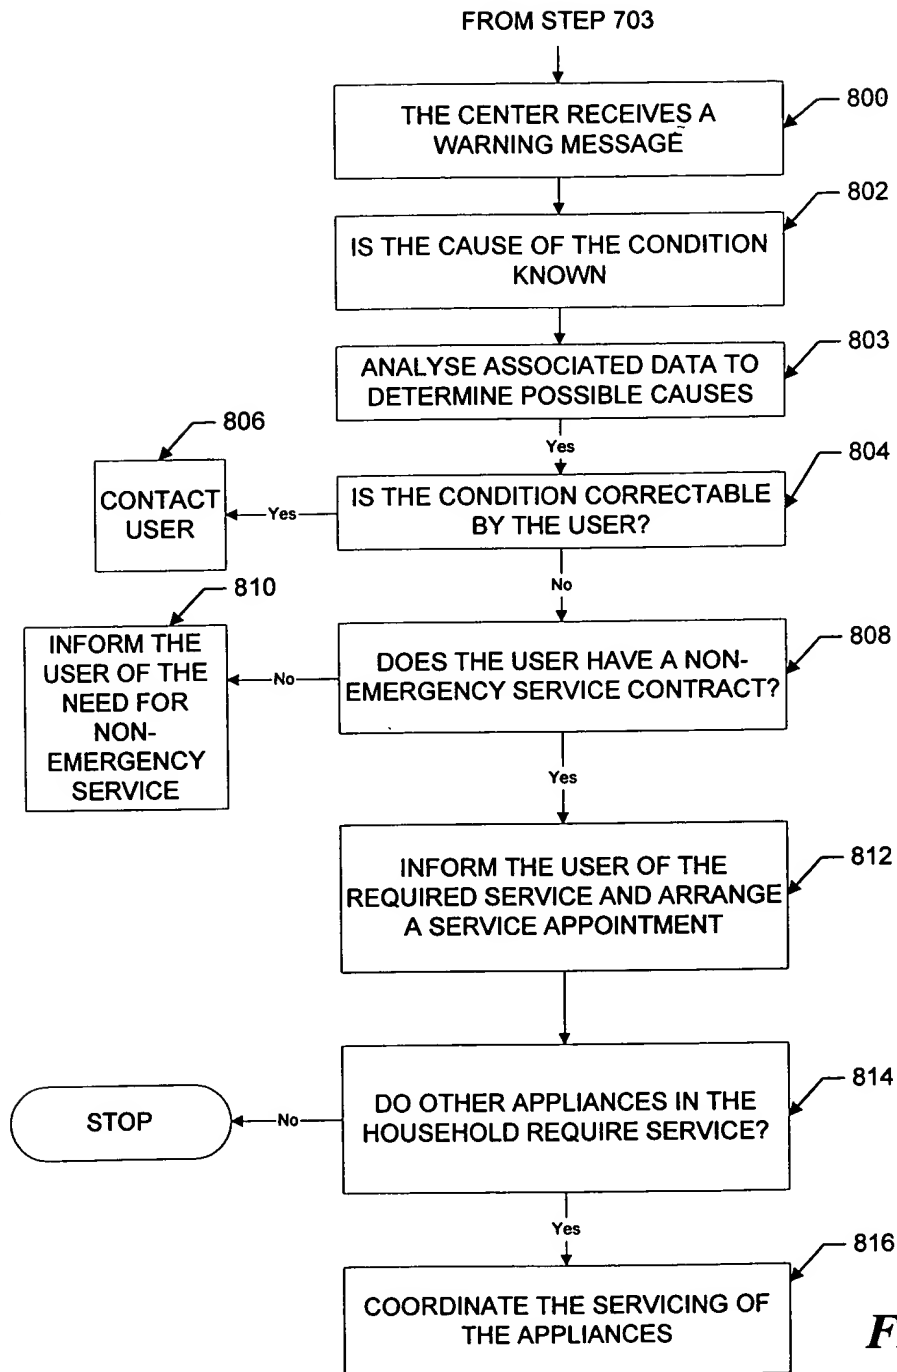 FROM STEP 703
THE CENTER RECEIVES A
WARNING MESSAGE
800
802
IS THE CAUSE OF THE CONDITION
KNOWN
803
ANALYSE ASSOCIATED DATA TO
DETERMINE POSSIBLE CAUSES
Yes
804
806
CONTACT
USER
Yes
IS THE CONDITION CORRECTABLE
BY THE USER?
No
810
INFORM THE
USER OF THE
NEED FOR
NON-
EMERGENCY
SERVICE
No
808
DOES THE USER HAVE A NON-
EMERGENCY SERVICE CONTRACT?
Yes
812
INFORM THE USER OF THE
REQUIRED SERVICE AND ARRANGE
A SERVICE APPOINTMENT
814
STOP
No
DO OTHER APPLIANCES IN THE
HOUSEHOLD REQUIRE SERVICE?
Yes
816
COORDINATE THE SERVICING OF
THE APPLIANCES